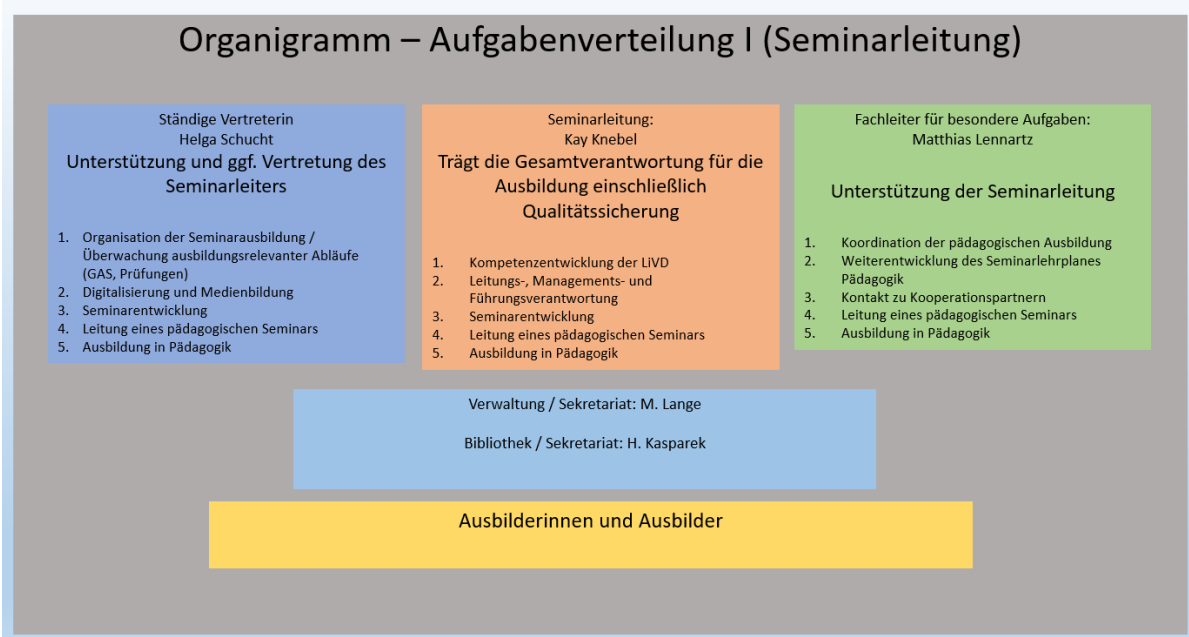 Organigramm – Aufgabenverteilung I (Seminarleitung)
Ständige Vertreterin
Helga Schucht
Unterstützung und ggf. Vertretung des
Seminarleiters
1. Organisation der Seminarausbildung /
Überwachung ausbildungsrelevanter Abläufe
(GAS, Prüfungen)
2. Digitalisierung und Medienbildung
3. Seminarentwicklung
4. Leitung eines pädagogischen Seminars
5. Ausbildung in Pädagogik
Seminarleitung:
Kay Knebel
Trägt die Gesamtverantwortung für die
Ausbildung einschließlich
Qualitätssicherung
1. Kompetenzentwicklung der LiVD
2. Leitungs-, Managements- und
Führungsverantwortung
3. Seminarentwicklung
4. Leitung eines pädagogischen Seminars
5. Ausbildung in Pädagogik
Fachleiter für besondere Aufgaben:
Matthias Lennartz
Unterstützung der Seminarleitung
1. Koordination der pädagogischen Ausbildung
2. Weiterentwicklung des Seminarlehrplanes
Pädagogik
3. Kontakt zu Kooperationspartnern
4. Leitung eines pädagogischen Seminars
5. Ausbildung in Pädagogik
Verwaltung / Sekretariat: M. Lange
Bibliothek / Sekretariat: H. Kasparek
Ausbilderinnen und Ausbilder